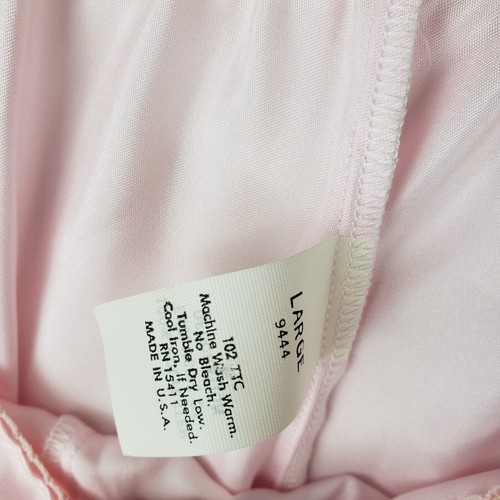 LARGE
9444
102 7TC
Machine Wash Warm.
No Bleach.
Tumble Dry Low.
Cool Iron, If Needed.
RN 15411
MADE IN U.S.A.